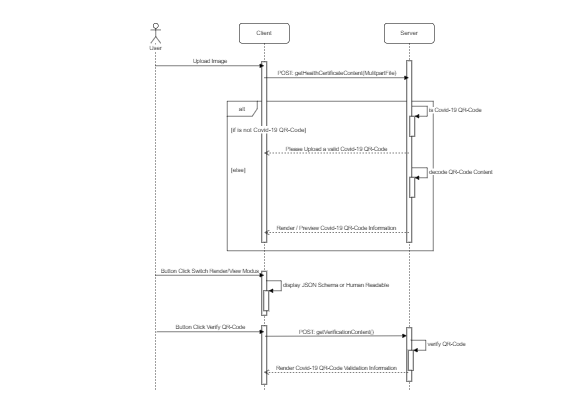 Client
Server
User
Upload Image
POST: getHealthCertificateContent(MultipartFile)
alt
is Covid-19 QR-Code
[if is not Covid-19 QR-Code]
Please Upload a valid Covid-19 QR-Code
[else]
decode QR-Code Content
Render / Preview Covid-19 QR-Code Information
Button Click Switch Render/View Modus
display JSON Schema or Human Readable
Button Click Verify QR-Code
POST: getVerificationContent()
verify QR-Code
Render Covid-19 QR-Code Validation Information